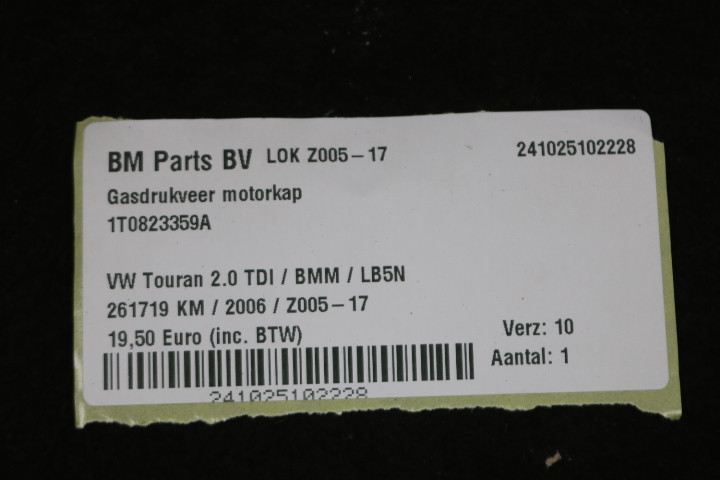 BM Parts BV LOK Z005-17 241025102228
Gasdrukveer motorkap
1T0823359A
VW Touran 2.0 TDI / BMM / LB5N
261719 KM / 2006 / Z005-17
19,50 Euro (inc. BTW)
Verz: 10
Aantal: 1
241025102228